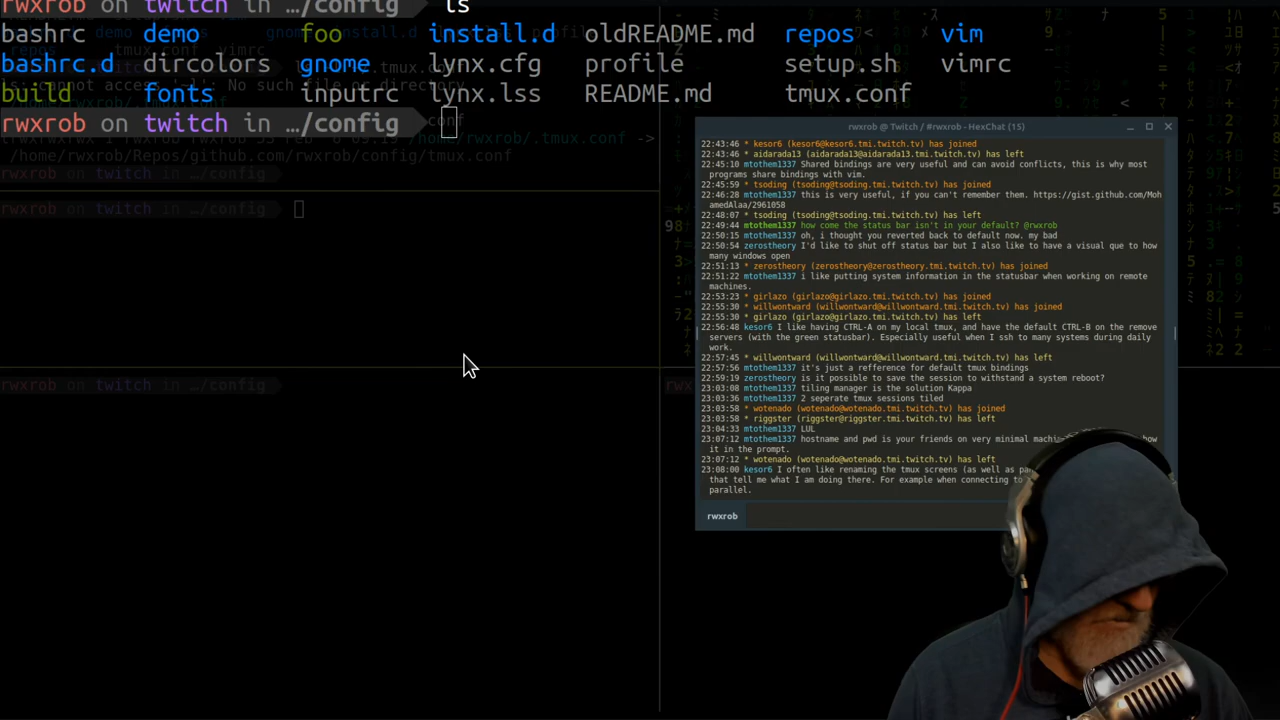 rwxrob on twitch in …/config ls
bashrc demo foo install.d oldREADME.md repos vim
bashrc.d dircolors gnome lynx.cfg profile setup.sh vimrc
build fonts inputrc lynx.lss README.md tmux.conf
rwxrob on twitch in …/config
/home/rwxrob/.tmux.conf ->
/home/rwxrob/Repos/github.com/rwxrob/config/tmux.conf
rwxrob on twitch in …/config
rwxrob on twitch in …/config
rwxrob on twitch in …/config
rwxrob @ Twitch / #rwxrob - HexChat (15)
22:43:46 * kesor6 (kesor6@kesor6.tmi.twitch.tv) has joined
22:43:46 * aidarada13 (aidarada13@aidarada13.tmi.twitch.tv) has left
22:45:10 mtothem1337 Shared bindings are very useful and can avoid conflicts, this is why most
programs share bindings with vim.
22:45:59 * tsoding (tsoding@tsoding.tmi.twitch.tv) has joined
22:46:28 mtothem1337 this is very useful, if you can't remember them. https://gist.github.com/Moh
amedAlaa/2961058
22:48:07 * tsoding (tsoding@tsoding.tmi.twitch.tv) has left
22:49:44 mtothem1337 how come the status bar isn't in your default? @rwxrob
22:50:15 mtothem1337 oh, i thought you reverted back to default now. my bad
22:50:54 zerostheory I'd like to shut off status bar but I also like to have a visual que to how
many windows open
22:51:13 * zerostheory (zerostheory@zerostheory.tmi.twitch.tv) has joined
22:51:22 mtothem1337 i like putting system information in the statusbar when working on remote
machines.
22:53:23 * girlazo (girlazo@girlazo.tmi.twitch.tv) has joined
22:55:30 * willwontward (willwontward@willwontward.tmi.twitch.tv) has joined
22:55:30 * girlazo (girlazo@girlazo.tmi.twitch.tv) has left
22:56:48 kesor6 I like having CTRL-A on my local tmux, and have the default CTRL-B on the remove
servers (with the green statusbar). Especially useful when I ssh to many systems during daily
work.
22:57:45 * willwontward (willwontward@willwontward.tmi.twitch.tv) has left
22:57:56 mtothem1337 it's just a refference for default tmux bindings
22:59:19 zerostheory is it possible to save the session to withstand a system reboot?
23:03:08 mtothem1337 tiling manager is the solution Kappa
23:03:36 mtothem1337 2 seperate tmux sessions tiled
23:03:58 * wotenado (wotenado@wotenado.tmi.twitch.tv) has joined
23:03:58 * riggster (riggster@riggster.tmi.twitch.tv) has left
23:04:33 mtothem1337 LUL
23:07:12 mtothem1337 hostname and pwd is your friends on very minimal
it in the prompt.
23:07:12 * wotenado (wotenado@wotenado.tmi.twitch.tv) has left
23:08:00 kesor6 I often like renaming the tmux screens (as well as
that tell me what I am doing there. For example when connecting to
parallel.
rwxrob